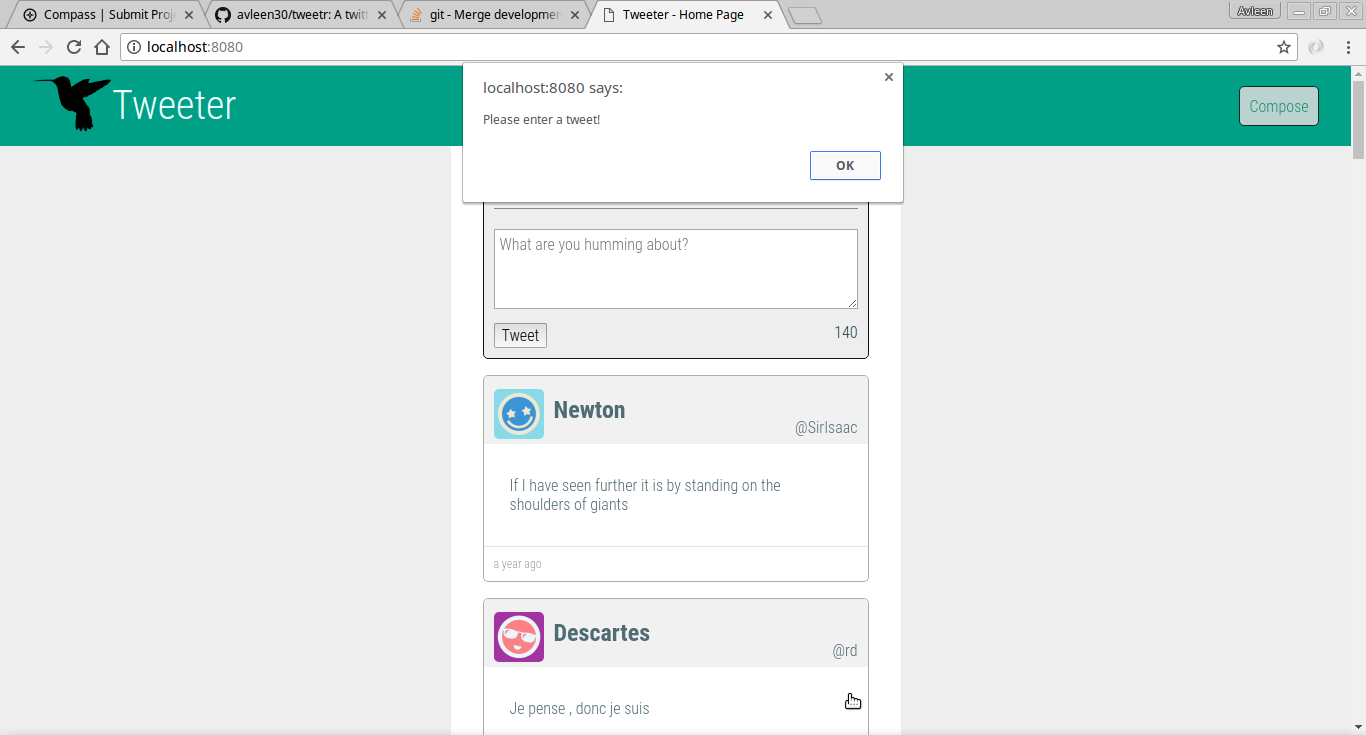 Compass | Submit Proj
avleen30/tweetr: A twitt
git - Merge developmen
Tweeter - Home Page
Avleen
localhost:8080
Tweeter
Compose
localhost:8080 says:
Please enter a tweet!
OK
What are you humming about?
Tweet
140
Newton
@SirIsaac
If I have seen further it is by standing on the
shoulders of giants
a year ago
Descartes
@rd
Je pense , donc je suis